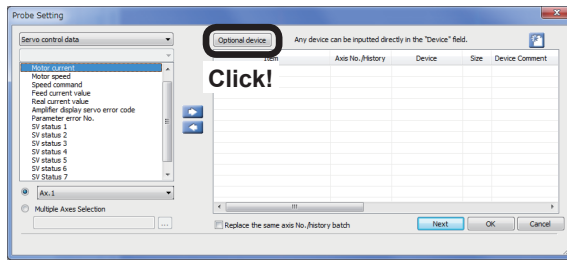 Probe Setting
Servo control data
Optional device
Any device can be inputted directly in the "Device" field.
Click!
Item Axis No./History Device Size Device Comment
Motor current
Motor speed
Speed command
Feed current value
Real current value
Amplifier display servo error code
Parameter error No.
SV status 1
SV status 2
SV status 3
SV status 4
SV status 5
SV status 6
SV Status 7
Ax.1
Multiple Axes Selection
...
Replace the same axis No./history batch
Next OK Cancel